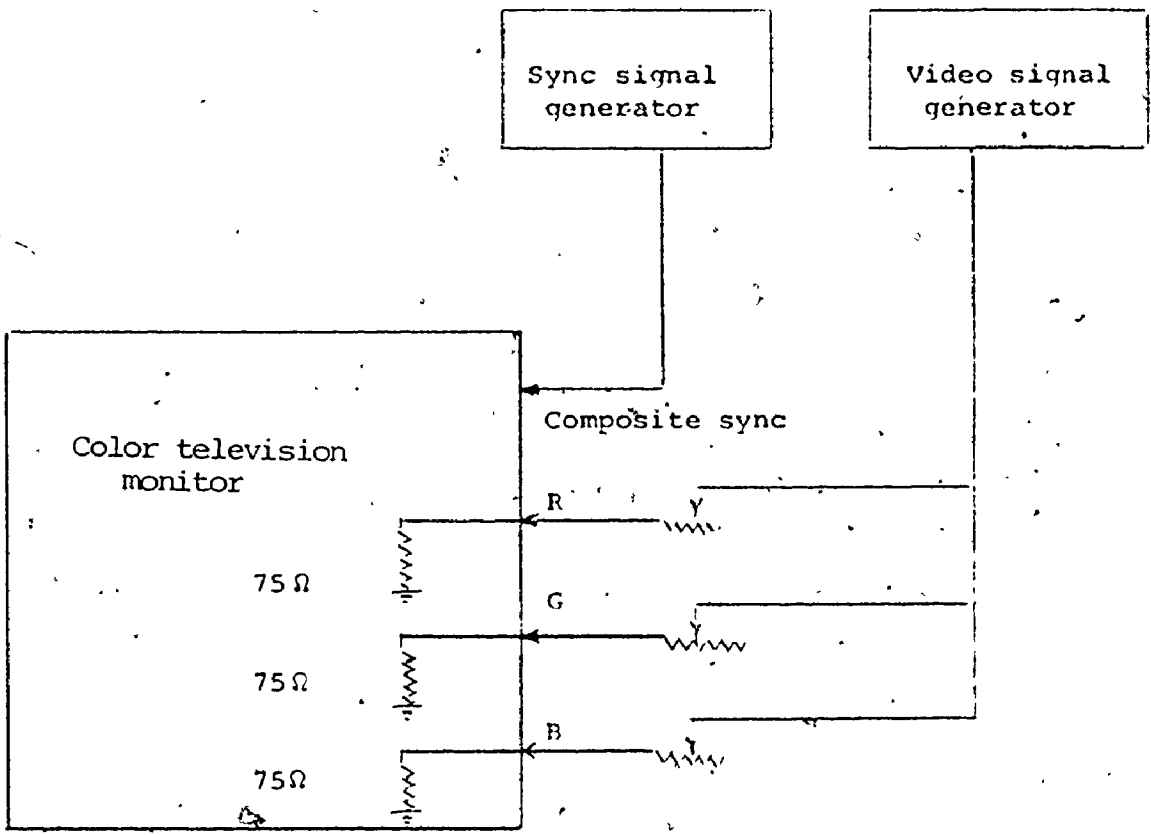 Sync signal
generator
Video signal
generator
Composite sync
Color television
monitor
R
75Ω
G
75Ω
B
75Ω